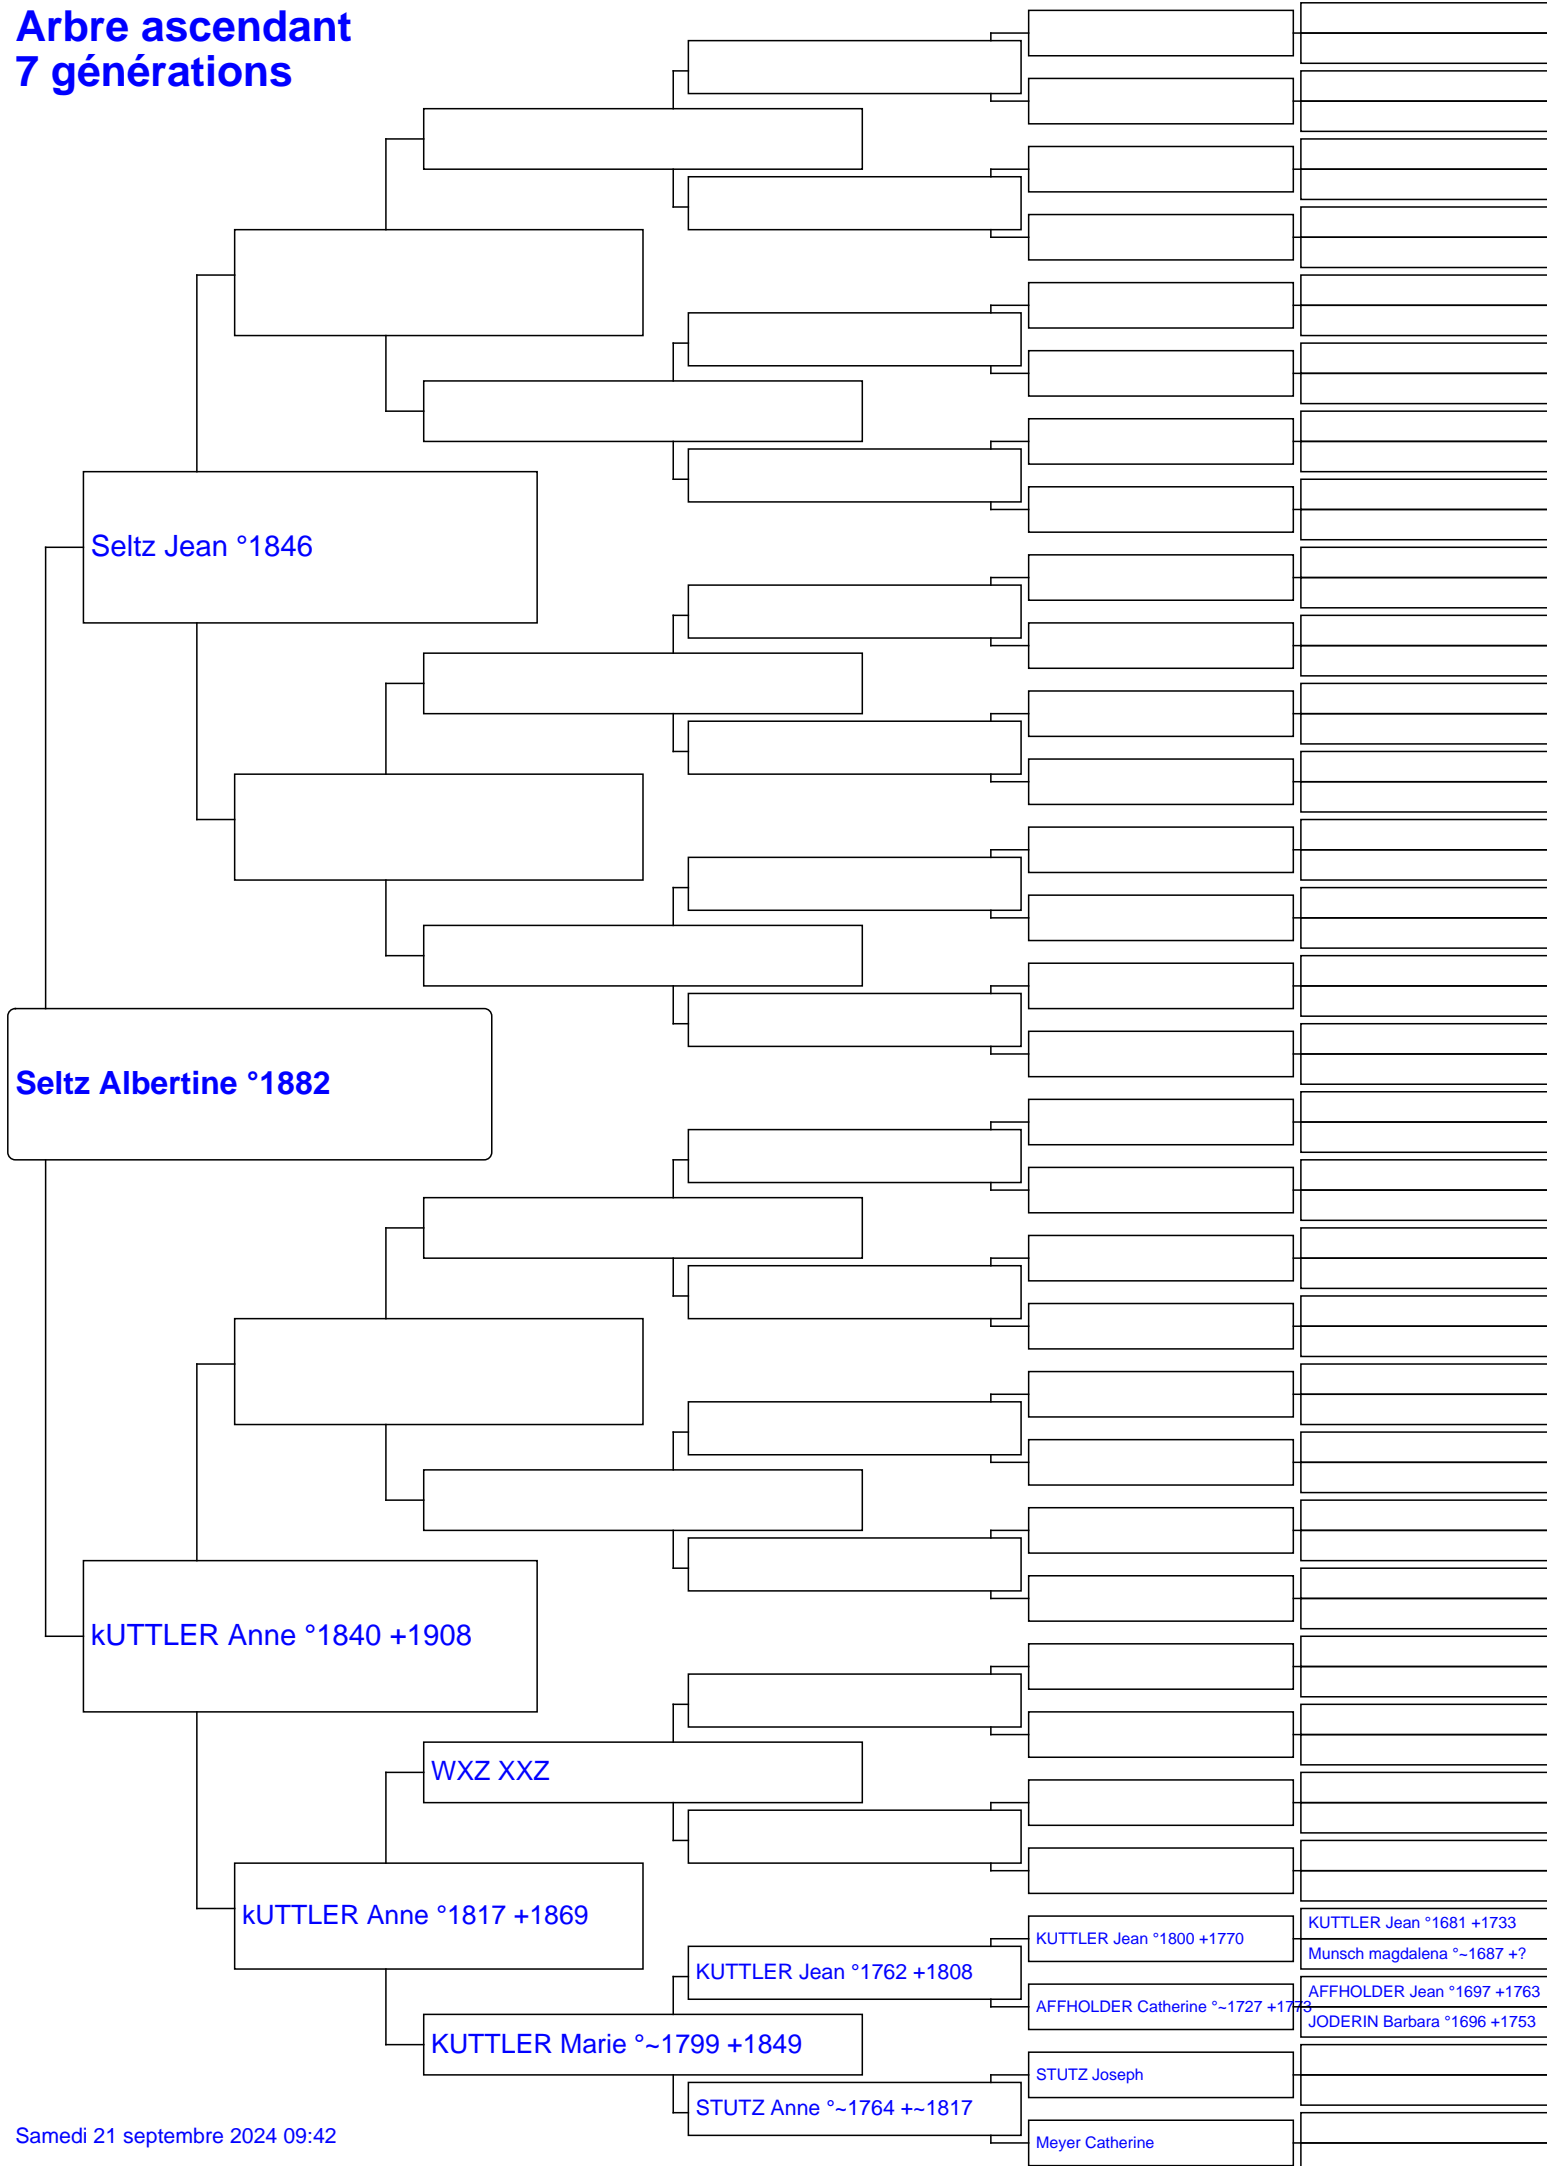 Arbre ascendant
7 générations
Seltz Jean °1846
Seltz Albertine °1882
kUTTLER Anne °1840 +1908
WXZ XXZ
kUTTLER Anne °1817 +1869
KUTTLER Jean °1681 +1733
KUTTLER Jean °1800 +1770
Munsch magdalena °~1687 +?
KUTTLER Jean °1762 +1808
AFFHOLDER Jean °1697 +1763
AFFHOLDER Catherine °~1727 +1773
JODERIN Barbara °1696 +1753
KUTTLER Marie °~1799 +1849
STUTZ Joseph
STUTZ Anne °~1764 +~1817
Meyer Catherine
Samedi 21 septembre 2024 09:42